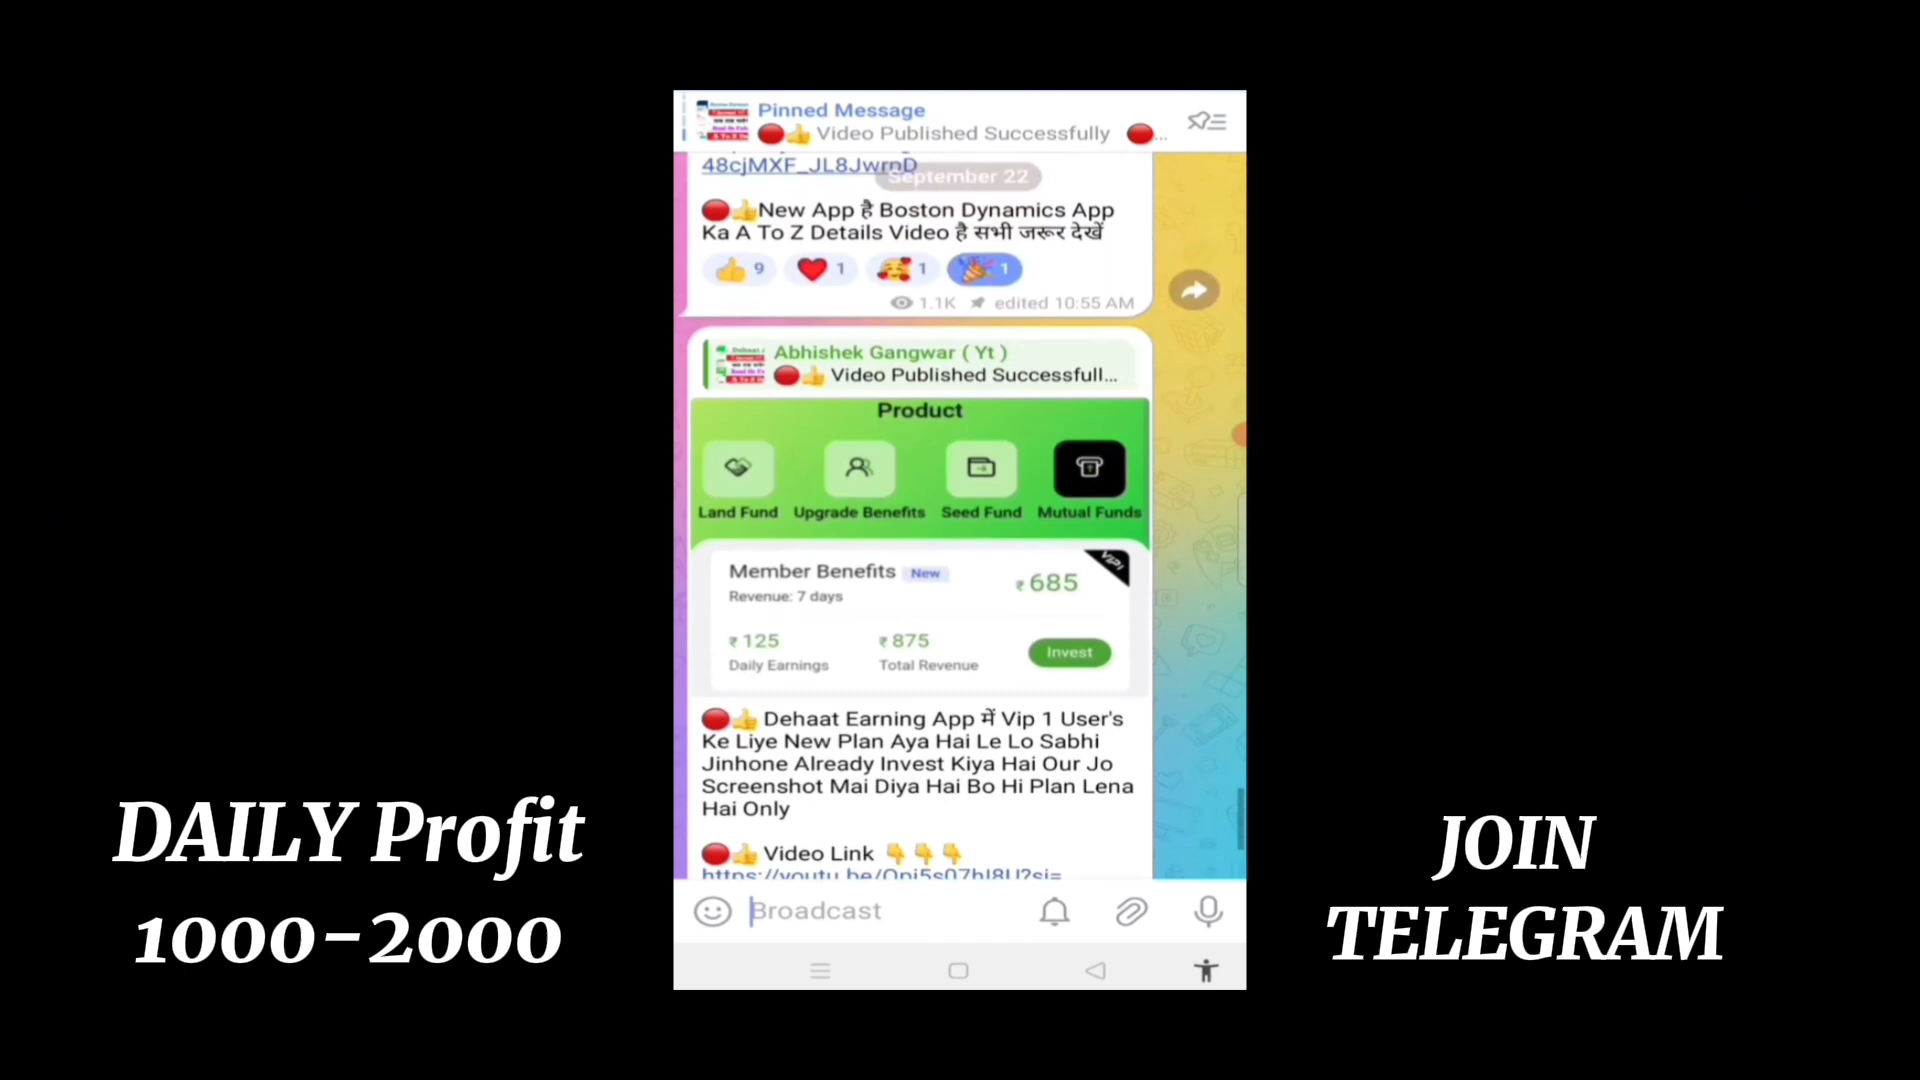 Pinned Message
🔴👍 Video Published Successfully 🔴...
48cjMXF_JL8JwrnD
September 22
🔴👍New App है Boston Dynamics App
Ka A To Z Details Video है सभी जरूर देखें
👍 9 ❤️ 1 🥰 1 🎉 1
1.1K edited 10:55 AM
Abhishek Gangwar ( Yt )
🔴👍 Video Published Successfull...
Product
Land Fund Upgrade Benefits Seed Fund Mutual Funds
Member Benefits New
₹ 685
VIP1
Revenue: 7 days
₹ 125 ₹ 875
Invest
Daily Earnings Total Revenue
🔴👍 Dehaat Earning App में Vip 1 User's
Ke Liye New Plan Aya Hai Le Lo Sabhi
Jinhone Already Invest Kiya Hai Our Jo
Screenshot Mai Diya Hai Bo Hi Plan Lena
Hai Only
🔴👍 Video Link 👇👇👇
Broadcast
DAILY Profit
1000-2000
JOIN
TELEGRAM